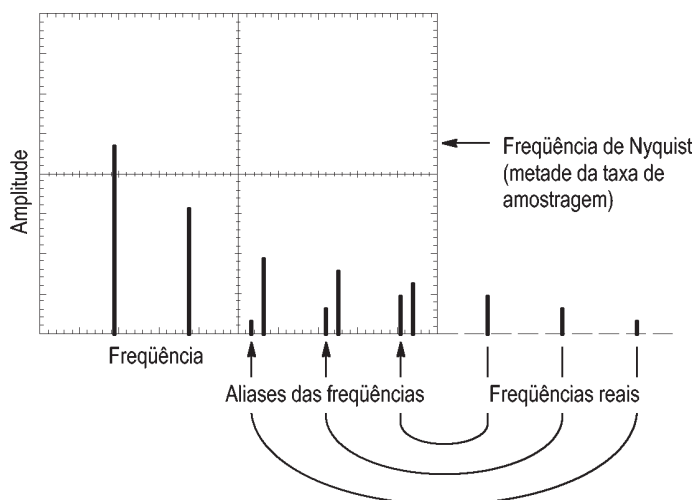 Amplitude
Freqüência de Nyquist
(metade da taxa de
amostragem)
Freqüência
Aliases das freqüências
Freqüências reais